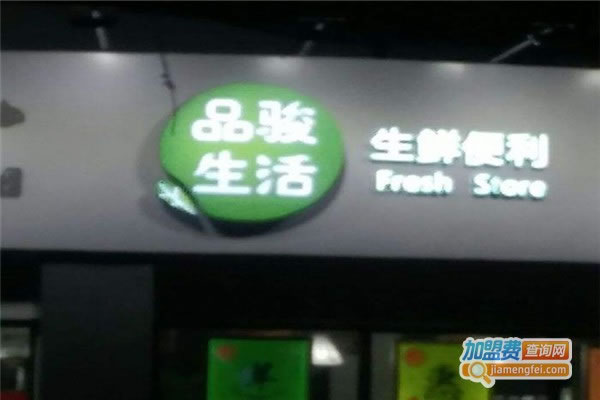 品骏
生活
生鲜便利
Fresh Store
加盟费查询网
jiamengfei.com